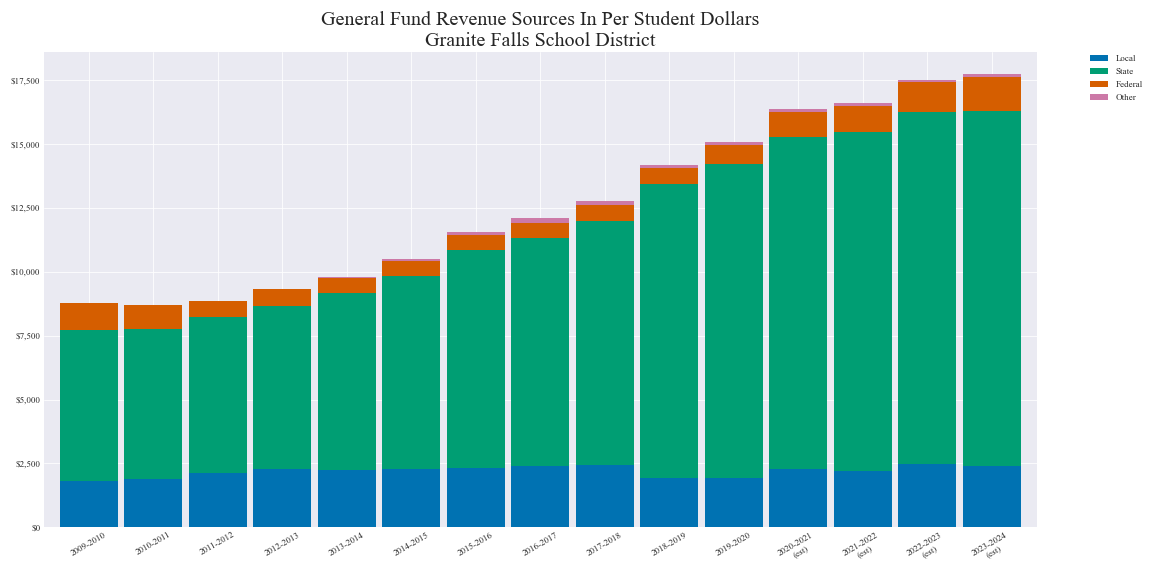 General Fund Revenue Sources In Per Student Dollars
Granite Falls School District
Local
State
Federal
Other
$17,500
$15,000
$12,500
$10,000
$7,500
$5,000
$2,500
$0
2009-2010
2010-2011
2011-2012
2012-2013
2013-2014
2014-2015
2015-2016
2016-2017
2017-2018
2018-2019
2019-2020
2020-2021
(est)
2021-2022
(est)
2022-2023
(est)
2023-2024
(est)